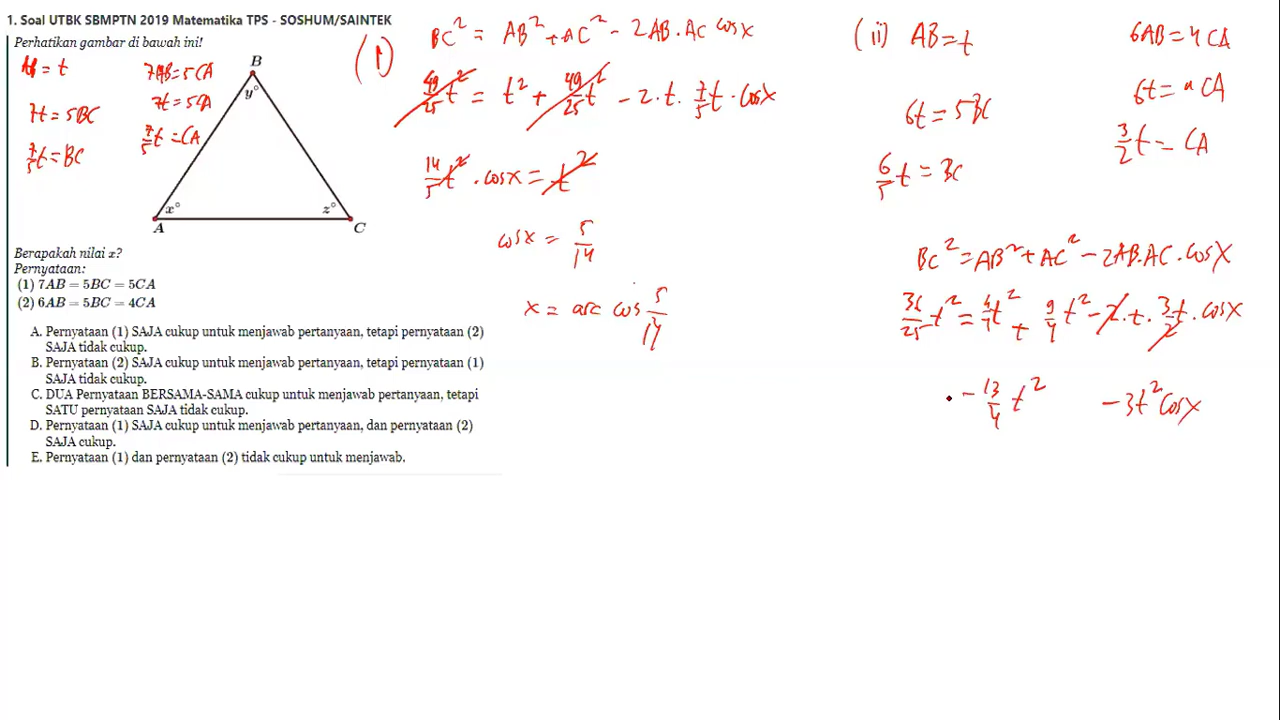 1. Soal UTBK SBMPTN 2019 Matematika TPS - SOSHUM/SAINTEK
Perhatikan gambar di bawah ini!
AB = t
7t = 5BC
7/5 t = BC
7AB = 5CA
7t = 5CA
7/5 t = CA
B
y°
x°
z°
A
C
Berapakah nilai x?
Pernyataan:
(1) 7AB = 5BC = 5CA
(2) 6AB = 5BC = 4CA
A. Pernyataan (1) SAJA cukup untuk menjawab pertanyaan, tetapi pernyataan (2)
SAJA tidak cukup.
B. Pernyataan (2) SAJA cukup untuk menjawab pertanyaan, tetapi pernyataan (1)
SAJA tidak cukup.
C. DUA Pernyataan BERSAMA-SAMA cukup untuk menjawab pertanyaan, tetapi
SATU pernyataan SAJA tidak cukup.
D. Pernyataan (1) SAJA cukup untuk menjawab pertanyaan, dan pernyataan (2)
SAJA cukup.
E. Pernyataan (1) dan pernyataan (2) tidak cukup untuk menjawab.
(1) BC² = AB² + AC² - 2AB.AC cosx
49/25 t² = t² + 49/25 t² - 2.t. 7/5 t . cosx
14/5 t² . cosx = t²
cosx = 5/14
x = arc cos 5/14
(ii) AB = t
6t = 5BC
6/5 t = BC
6AB = 4CA
6t = 4CA
3/2 t = CA
BC² = AB² + AC² - 2AB.AC.cosx
36/25 t² = 4/4 t² + 9/4 t² - 2.t. 3/2 t . cosx
- 13/4 t² - 3t² cosx